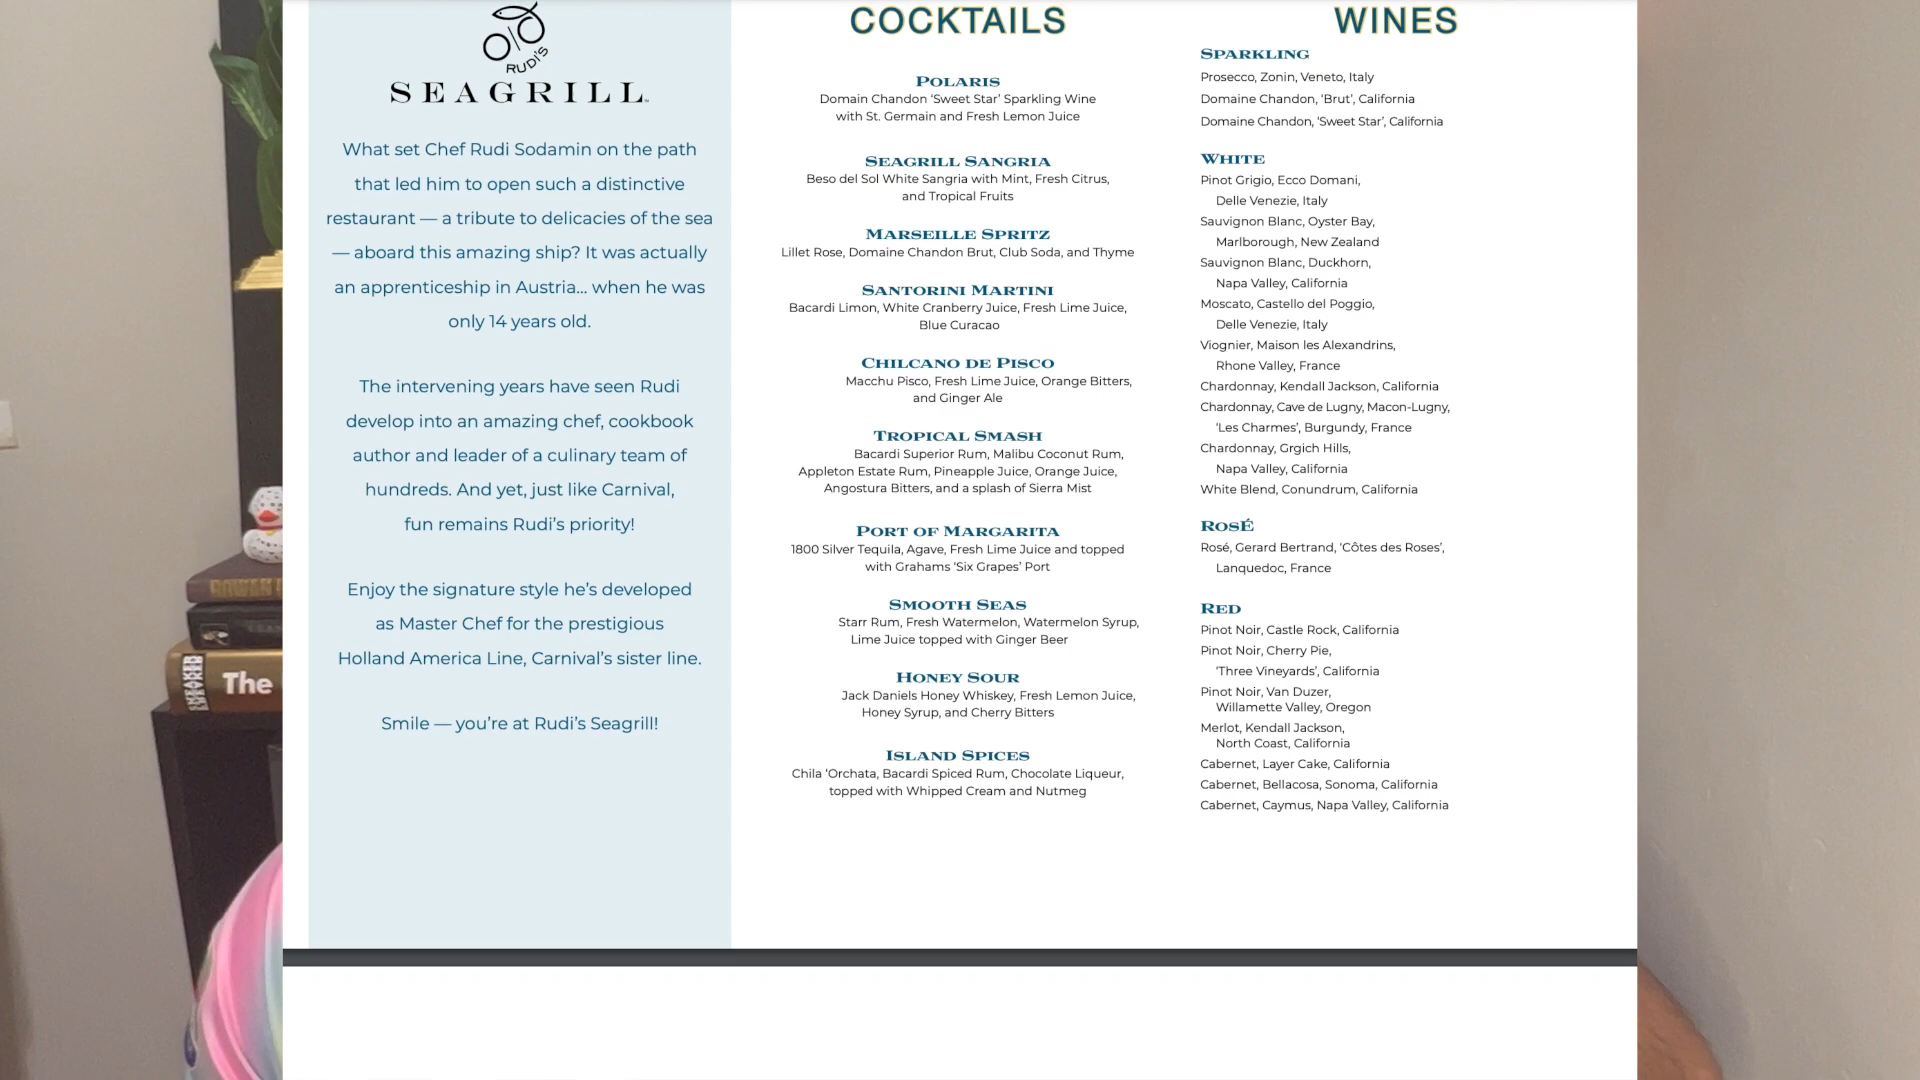 RUDI'S
SEAGRILL
What set Chef Rudi Sodamin on the path
that led him to open such a distinctive
restaurant — a tribute to delicacies of the sea
— aboard this amazing ship? It was actually
an apprenticeship in Austria... when he was
only 14 years old.
The intervening years have seen Rudi
develop into an amazing chef, cookbook
author and leader of a culinary team of
hundreds. And yet, just like Carnival,
fun remains Rudi's priority!
Enjoy the signature style he's developed
as Master Chef for the prestigious
Holland America Line, Carnival's sister line.
Smile — you're at Rudi's Seagrill!
COCKTAILS
POLARIS
Domain Chandon 'Sweet Star' Sparkling Wine
with St. Germain and Fresh Lemon Juice
SEAGRILL SANGRIA
Beso del Sol White Sangria with Mint, Fresh Citrus,
and Tropical Fruits
MARSEILLE SPRITZ
Lillet Rose, Domaine Chandon Brut, Club Soda, and Thyme
SANTORINI MARTINI
Bacardi Limon, White Cranberry Juice, Fresh Lime Juice,
Blue Curacao
CHILCANO DE PISCO
Macchu Pisco, Fresh Lime Juice, Orange Bitters,
and Ginger Ale
TROPICAL SMASH
Bacardi Superior Rum, Malibu Coconut Rum,
Appleton Estate Rum, Pineapple Juice, Orange Juice,
Angostura Bitters, and a splash of Sierra Mist
PORT OF MARGARITA
1800 Silver Tequila, Agave, Fresh Lime Juice and topped
with Grahams 'Six Grapes' Port
SMOOTH SEAS
Starr Rum, Fresh Watermelon, Watermelon Syrup,
Lime Juice topped with Ginger Beer
HONEY SOUR
Jack Daniels Honey Whiskey, Fresh Lemon Juice,
Honey Syrup, and Cherry Bitters
ISLAND SPICES
Chila 'Orchata, Bacardi Spiced Rum, Chocolate Liqueur,
topped with Whipped Cream and Nutmeg
WINES
SPARKLING
Prosecco, Zonin, Veneto, Italy
Domaine Chandon, 'Brut', California
Domaine Chandon, 'Sweet Star', California
WHITE
Pinot Grigio, Ecco Domani,
Delle Venezie, Italy
Sauvignon Blanc, Oyster Bay,
Marlborough, New Zealand
Sauvignon Blanc, Duckhorn,
Napa Valley, California
Moscato, Castello del Poggio,
Delle Venezie, Italy
Viognier, Maison les Alexandrins,
Rhone Valley, France
Chardonnay, Kendall Jackson, California
Chardonnay, Cave de Lugny, Macon-Lugny,
'Les Charmes', Burgundy, France
Chardonnay, Grgich Hills,
Napa Valley, California
White Blend, Conundrum, California
ROSÉ
Rosé, Gerard Bertrand, 'Côtes des Roses',
Lanquedoc, France
RED
Pinot Noir, Castle Rock, California
Pinot Noir, Cherry Pie,
'Three Vineyards', California
Pinot Noir, Van Duzer,
Willamette Valley, Oregon
Merlot, Kendall Jackson,
North Coast, California
Cabernet, Layer Cake, California
Cabernet, Bellacosa, Sonoma, California
Cabernet, Caymus, Napa Valley, California
The